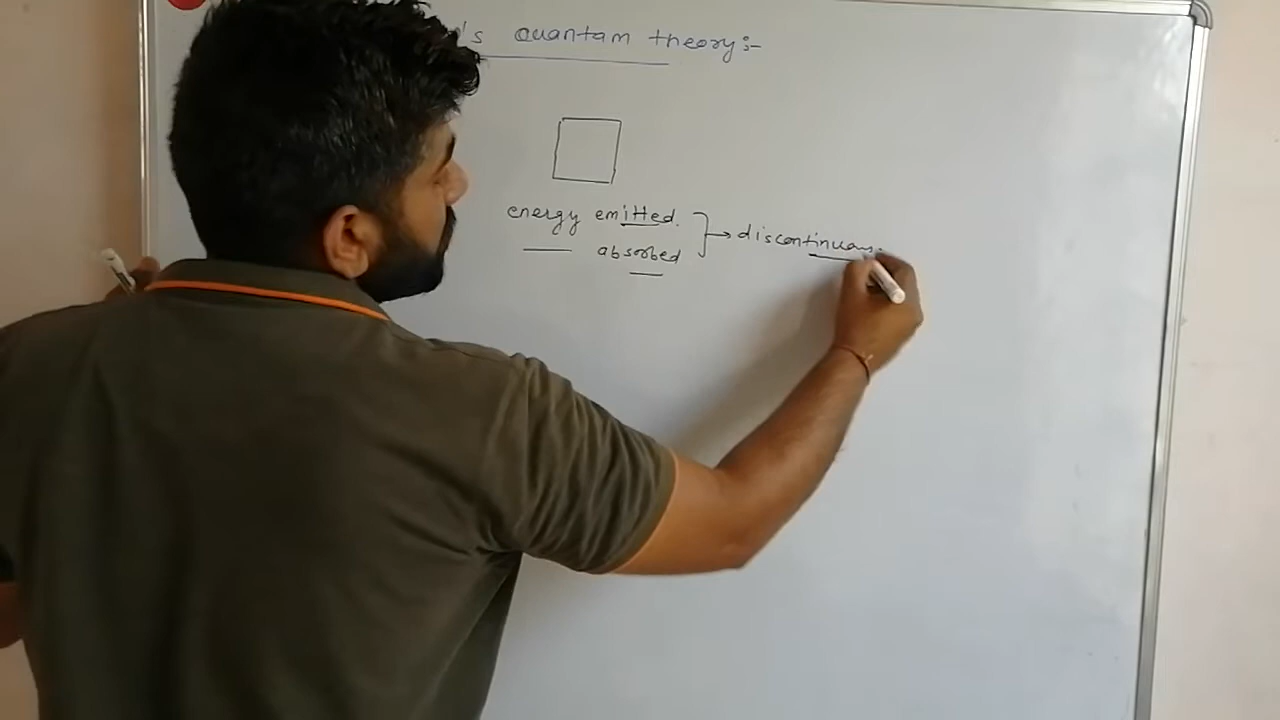 's quantam theory:-
energy emitted.
absorbed
discontinuous.